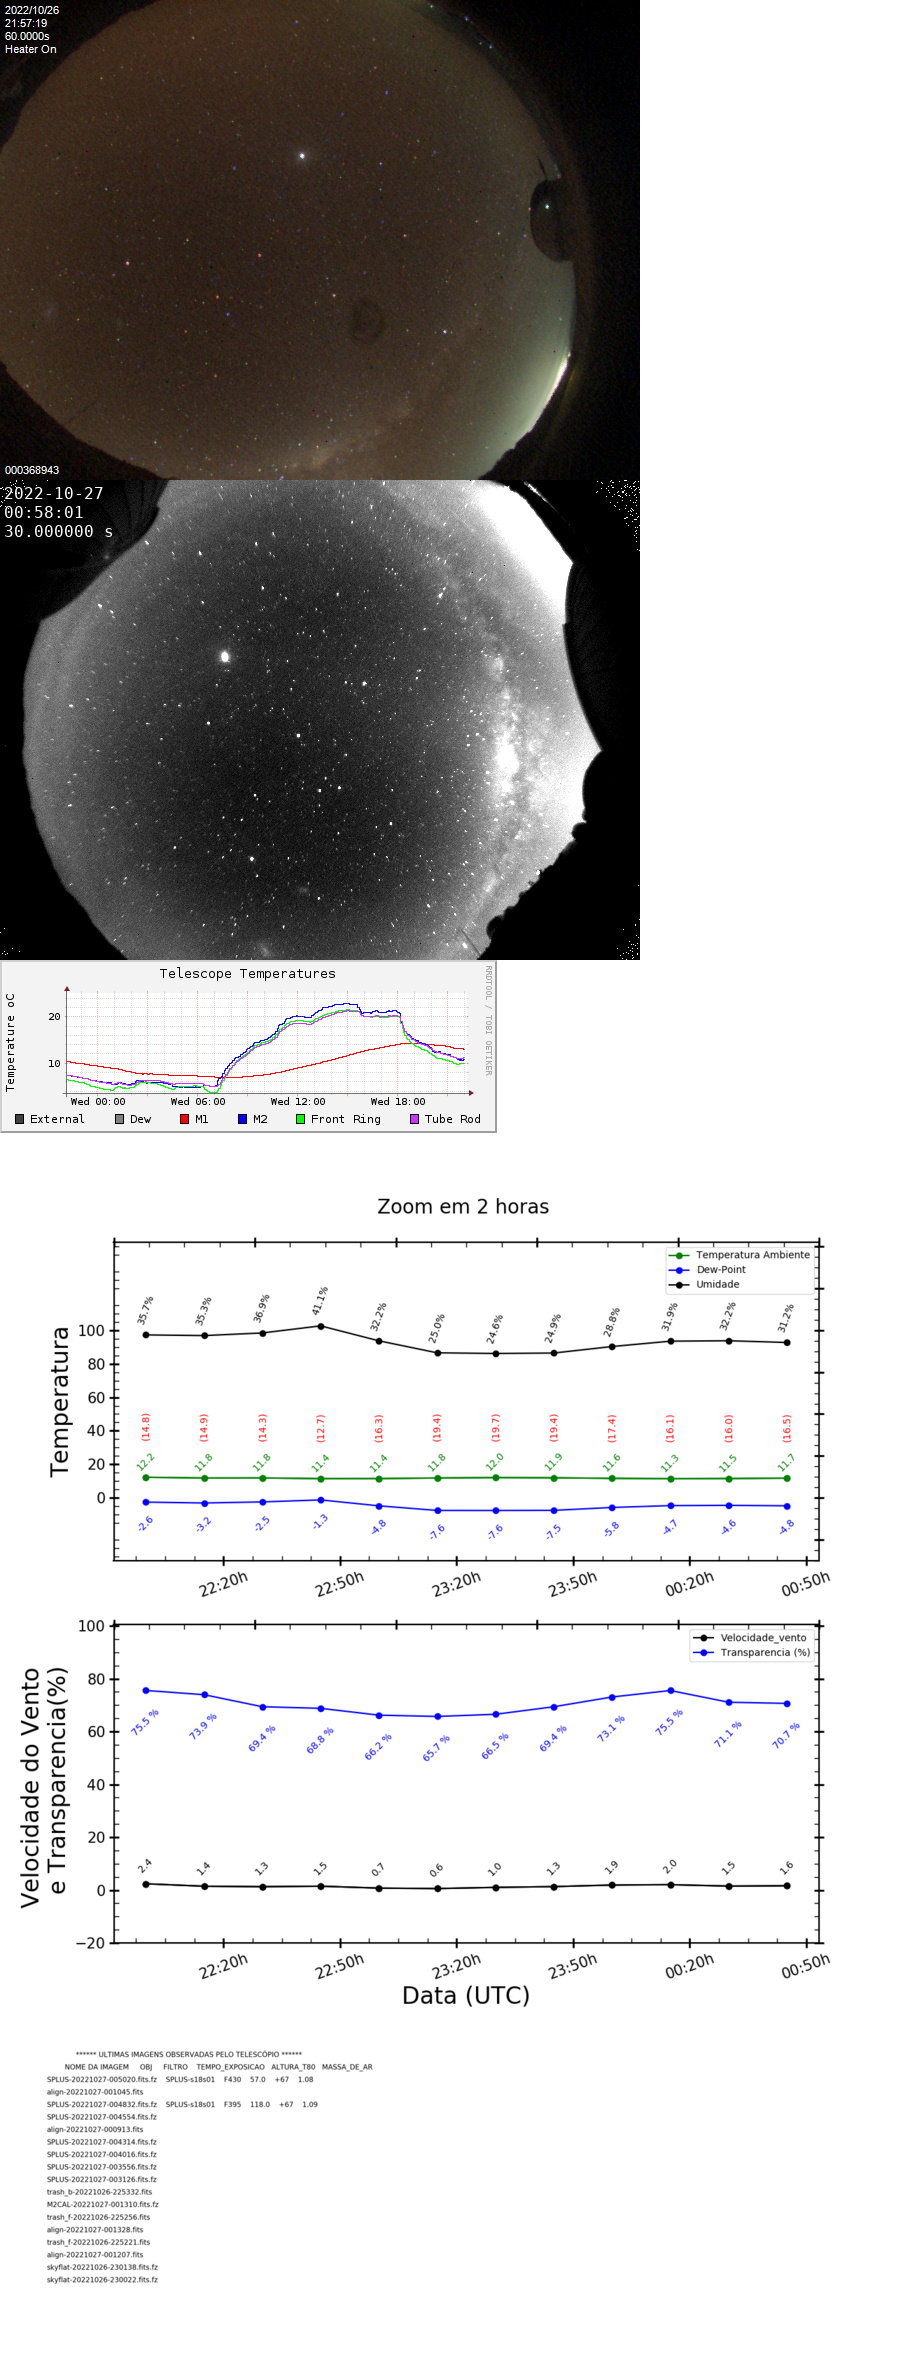 2022/10/26
21:57:19
60.0000s
Heater On
000368943
2022-10-27
00:58:01
30.000000 s
Telescope Temperatures
RRDTOOL / TOBI OETIKER
Temperature oC
20
10
Wed 00:00 Wed 06:00 Wed 12:00 Wed 18:00
External Dew M1 M2 Front Ring Tube Rod
Zoom em 2 horas
Temperatura Ambiente
Dew-Point
Umidade
Temperatura
100
80
60
40
20
0
35.7% 35.3% 36.9% 41.1% 32.2% 25.0% 24.6% 24.9% 28.8% 31.9% 32.2% 31.2%
(14.8) (14.9) (14.3) (12.7) (16.3) (19.4) (19.7) (19.4) (17.4) (16.1) (16.0) (16.5)
12.2 11.8 11.8 11.4 11.4 11.8 12.0 11.9 11.6 11.3 11.5 11.7
-2.6 -3.2 -2.5 -1.3 -4.8 -7.6 -7.6 -7.5 -5.8 -4.7 -4.6 -4.8
22:20h 22:50h 23:20h 23:50h 00:20h 00:50h
Velocidade_vento
Transparencia (%)
Velocidade do Vento
e Transparencia(%)
100
80
60
40
20
0
−20
75.5 % 73.9 % 69.4 % 68.8 % 66.2 % 65.7 % 66.5 % 69.4 % 73.1 % 75.5 % 71.1 % 70.7 %
2.4 1.4 1.3 1.5 0.7 0.6 1.0 1.3 1.9 2.0 1.5 1.6
22:20h 22:50h 23:20h 23:50h 00:20h 00:50h
Data (UTC)
****** ULTIMAS IMAGENS OBSERVADAS PELO TELESCÓPIO ******
NOME DA IMAGEM OBJ FILTRO TEMPO_EXPOSICAO ALTURA_T80 MASSA_DE_AR
SPLUS-20221027-005020.fits.fz SPLUS-s18s01 F430 57.0 +67 1.08
align-20221027-001045.fits
SPLUS-20221027-004832.fits.fz SPLUS-s18s01 F395 118.0 +67 1.09
SPLUS-20221027-004554.fits.fz
align-20221027-000913.fits
SPLUS-20221027-004314.fits.fz
SPLUS-20221027-004016.fits.fz
SPLUS-20221027-003556.fits.fz
SPLUS-20221027-003126.fits.fz
trash_b-20221026-225332.fits
M2CAL-20221027-001310.fits.fz
trash_f-20221026-225256.fits
align-20221027-001328.fits
trash_f-20221026-225221.fits
align-20221027-001207.fits
skyflat-20221026-230138.fits.fz
skyflat-20221026-230022.fits.fz